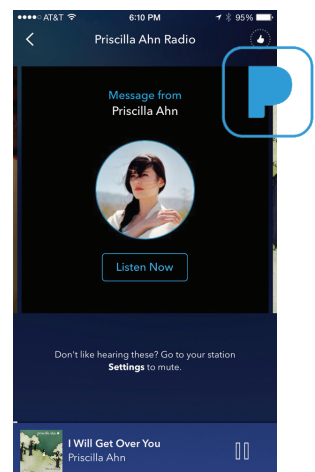 AT&T 6:10 PM 95%
Priscilla Ahn Radio
Message from
Priscilla Ahn
Listen Now
Don't like hearing these? Go to your station
Settings to mute.
I Will Get Over You
Priscilla Ahn